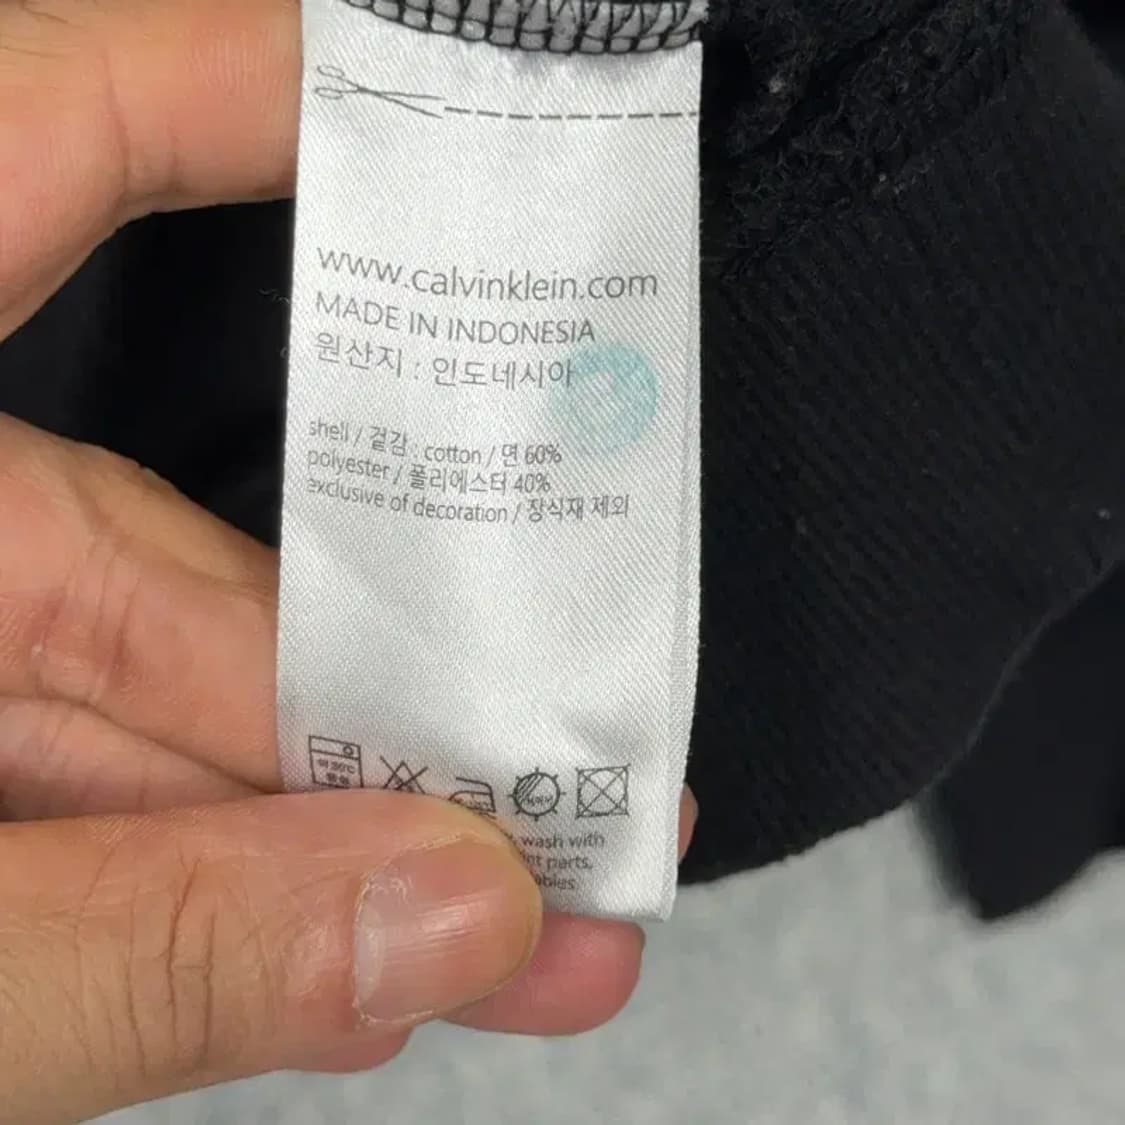 www.calvinklein.com
MADE IN INDONESIA
원산지 : 인도네시아
shell / 겉감 : cotton / 면 60%
polyester / 폴리에스터 40%
exclusive of decoration / 장식재 제외
wash with
parts,